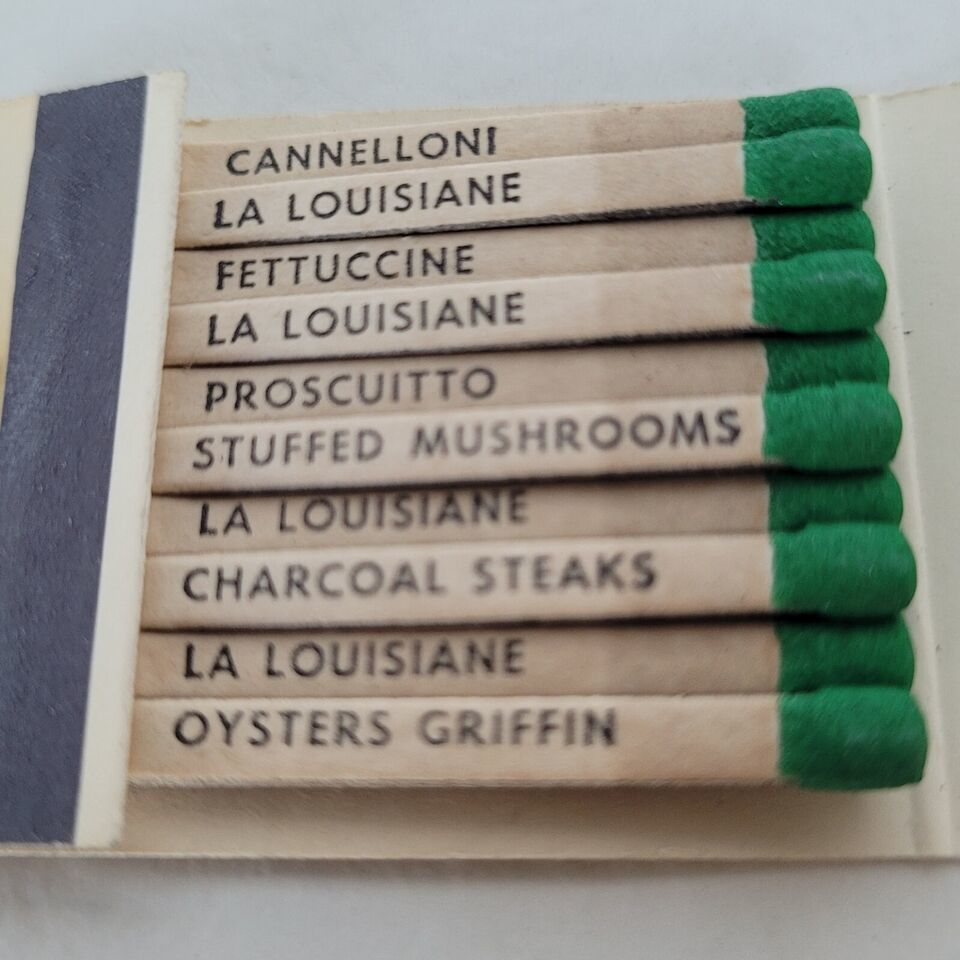 CANNELLONI
LA LOUISIANE
FETTUCCINE
LA LOUISIANE
PROSCUITTO
STUFFED MUSHROOMS
LA LOUISIANE
CHARCOAL STEAKS
LA LOUISIANE
OYSTERS GRIFFIN